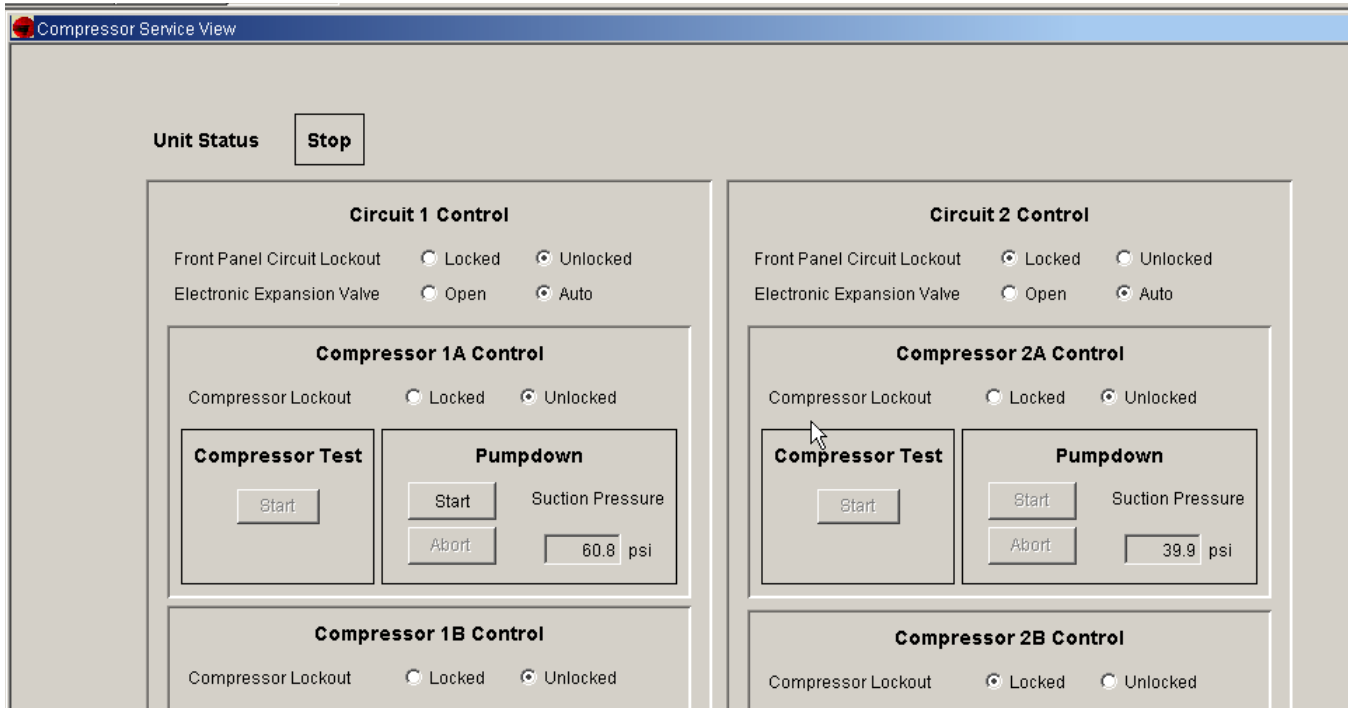 Compressor Service View
Unit Status Stop
Circuit 1 Control
Front Panel Circuit Lockout Locked Unlocked
Electronic Expansion Valve Open Auto
Compressor 1A Control
Compressor Lockout Locked Unlocked
Compressor Test
Start
Pumpdown
Start Suction Pressure
Abort 60.8 psi
Compressor 1B Control
Compressor Lockout Locked Unlocked
Circuit 2 Control
Front Panel Circuit Lockout Locked Unlocked
Electronic Expansion Valve Open Auto
Compressor 2A Control
Compressor Lockout Locked Unlocked
Compressor Test
Start
Pumpdown
Start Suction Pressure
Abort 39.9 psi
Compressor 2B Control
Compressor Lockout Locked Unlocked